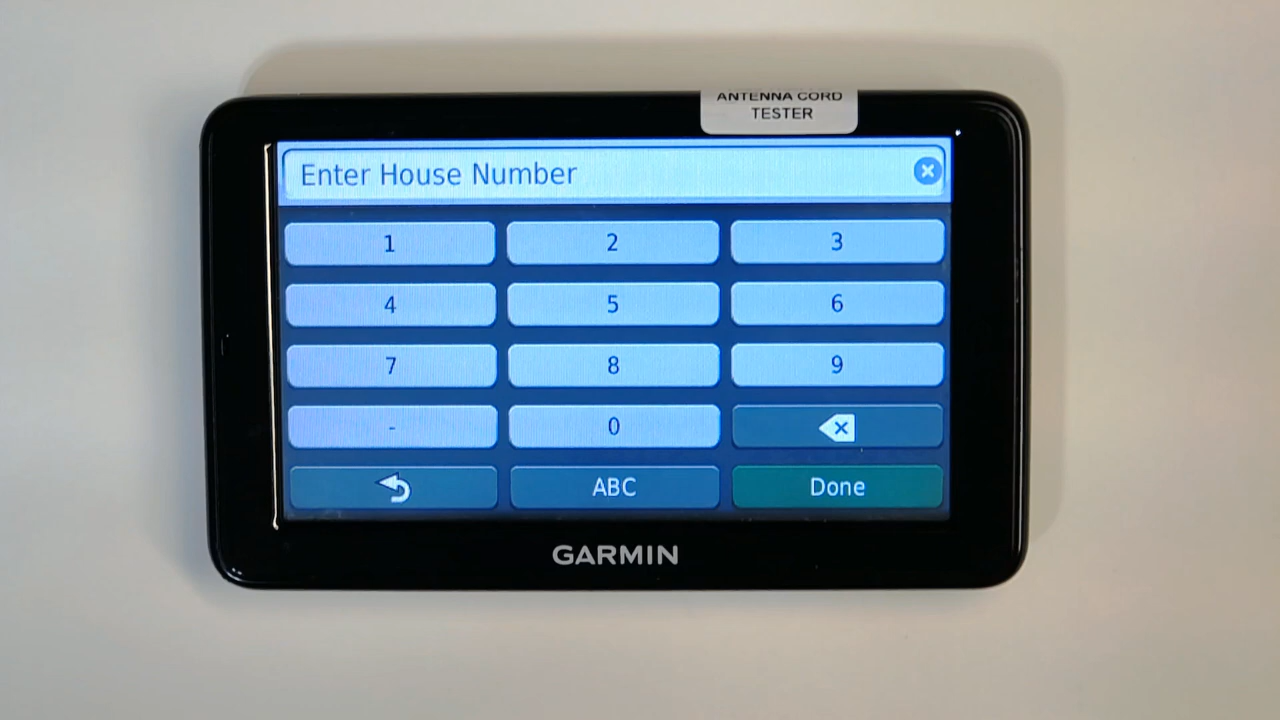 ANTENNA CORD
TESTER
Enter House Number
1 2 3
4 5 6
7 8 9
- 0
ABC Done
GARMIN